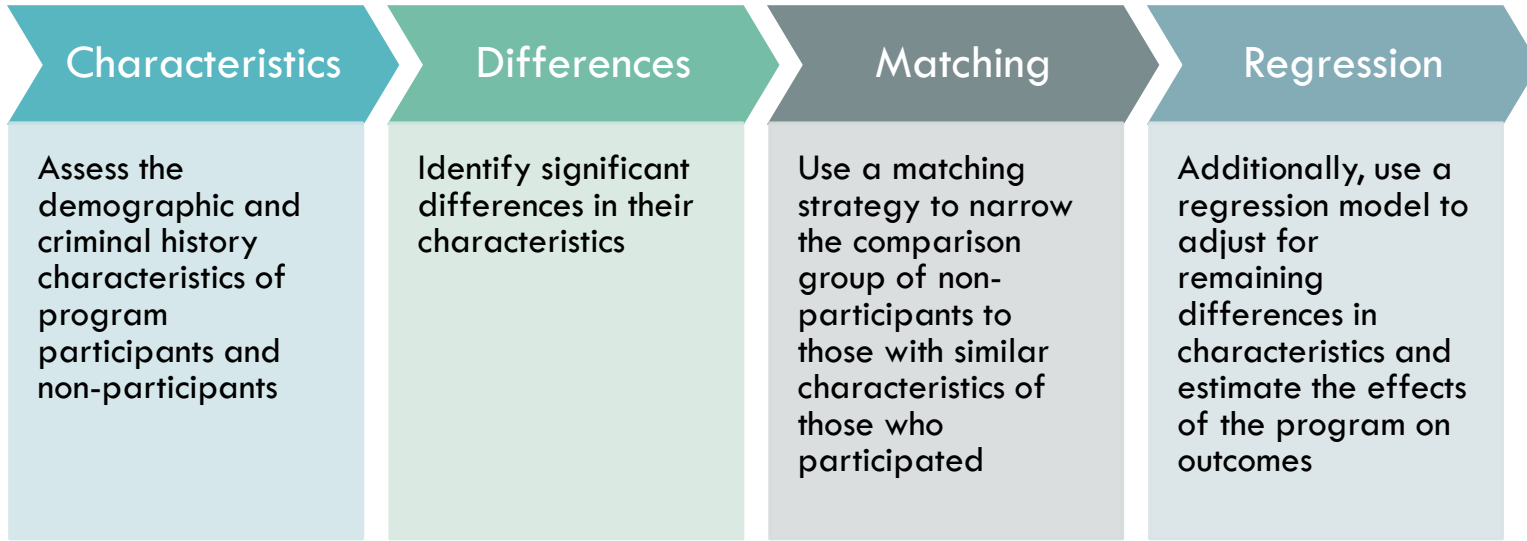 Characteristics
Assess the
demographic and
criminal history
characteristics of
program
participants and
non-participants
Differences
Identify significant
differences in their
characteristics
Matching
Use a matching
strategy to narrow
the comparison
group of non-
participants to
those with similar
characteristics of
those who
participated
Regression
Additionally, use a
regression model to
adjust for
remaining
differences in
characteristics and
estimate the effects
of the program on
outcomes